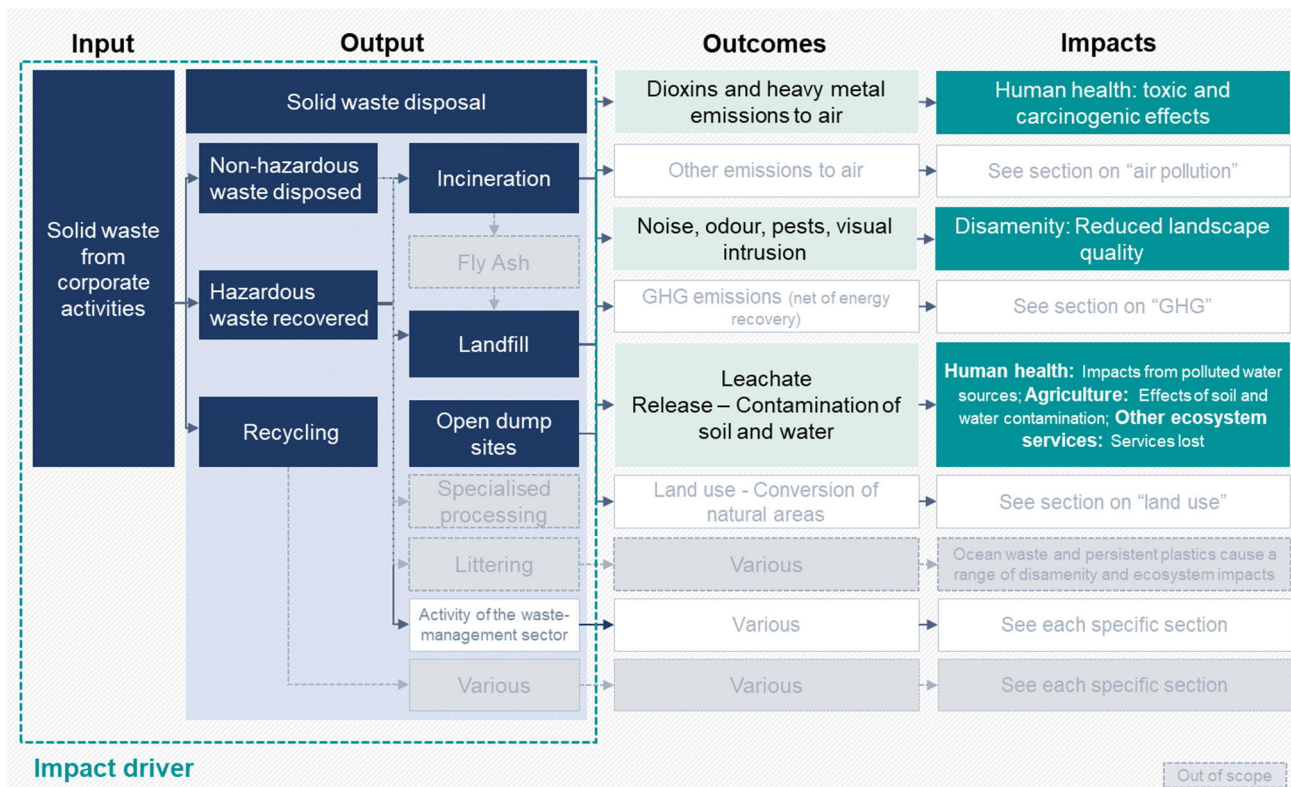 Input
Output
Outcomes
Impacts
Solid waste
from
corporate
activities
Solid waste disposal
Non-hazardous
waste disposed
Hazardous
waste recovered
Recycling
Incineration
Fly Ash
Landfill
Open dump
sites
Specialised
processing
Littering
Activity of the waste-
management sector
Various
Dioxins and heavy metal
emissions to air
Other emissions to air
Noise, odour, pests, visual
intrusion
GHG emissions (net of energy
recovery)
Leachate
Release – Contamination of
soil and water
Land use - Conversion of
natural areas
Various
Various
Various
Human health: toxic and
carcinogenic effects
See section on “air pollution”
Disamenity: Reduced landscape
quality
See section on “GHG”
Human health: Impacts from polluted water
sources; Agriculture: Effects of soil and
water contamination; Other ecosystem
services: Services lost
See section on “land use”
Ocean waste and persistent plastics cause a
range of disamenity and ecosystem impacts
See each specific section
See each specific section
Impact driver
Out of scope